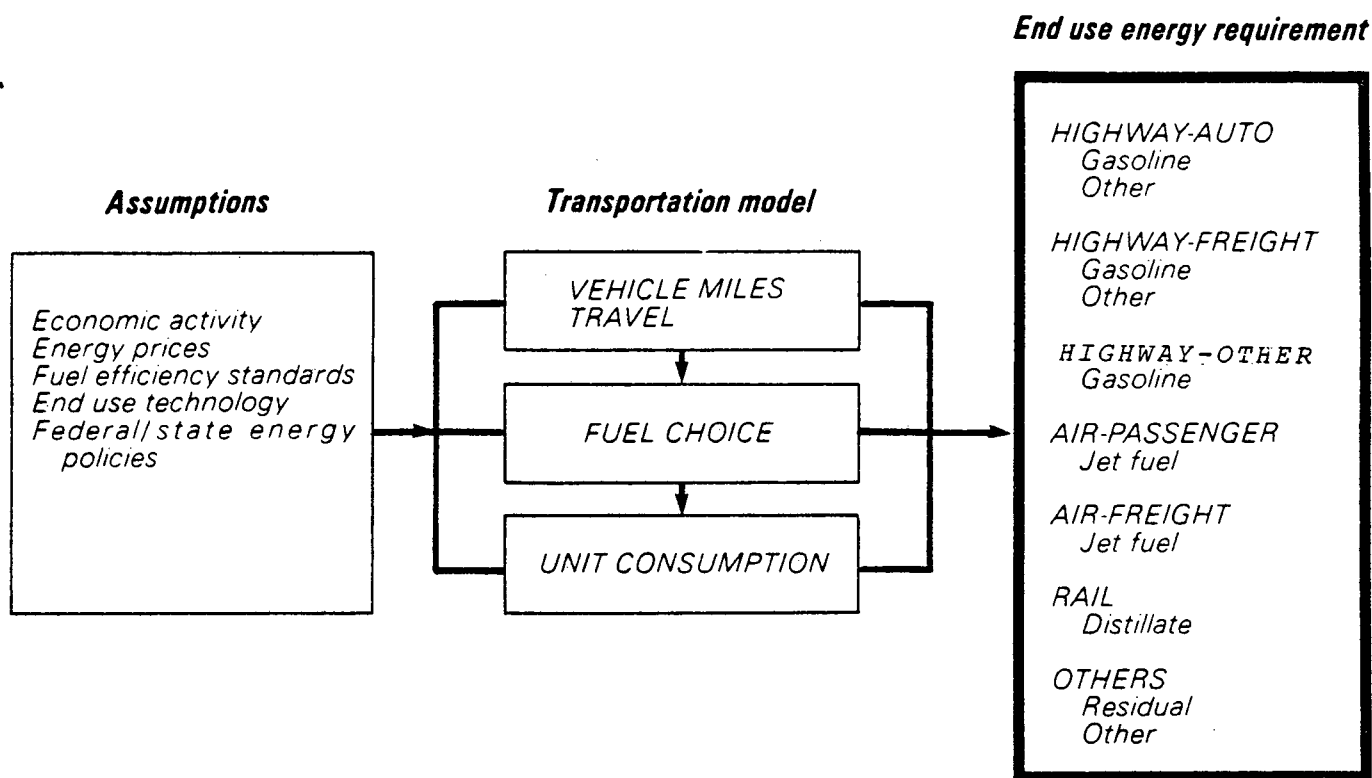 End use energy requirement
Assumptions
Economic activity
Energy prices
Fuel efficiency standards
End use technology
Federal/state energy
policies
Transportation model
VEHICLE MILES
TRAVEL
FUEL CHOICE
UNIT CONSUMPTION
HIGHWAY-AUTO
Gasoline
Other
HIGHWAY-FREIGHT
Gasoline
Other
HIGHWAY-OTHER
Gasoline
AIR-PASSENGER
Jet fuel
AIR-FREIGHT
Jet fuel
RAIL
Distillate
OTHERS
Residual
Other